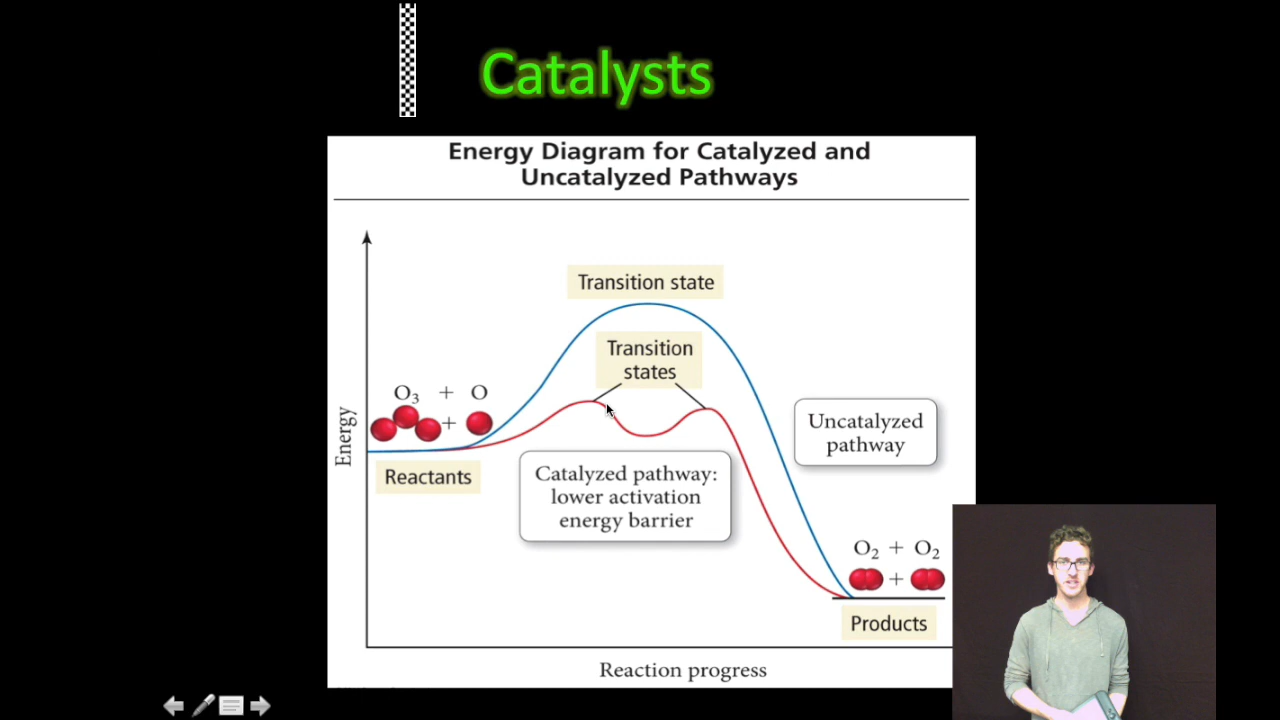 Catalysts
Energy Diagram for Catalyzed and
Uncatalyzed Pathways
Transition state
Transition
states
O₃ + O
+
Reactants
Energy
Uncatalyzed
pathway
Catalyzed pathway:
lower activation
energy barrier
O₂ + O₂
+
Products
Reaction progress